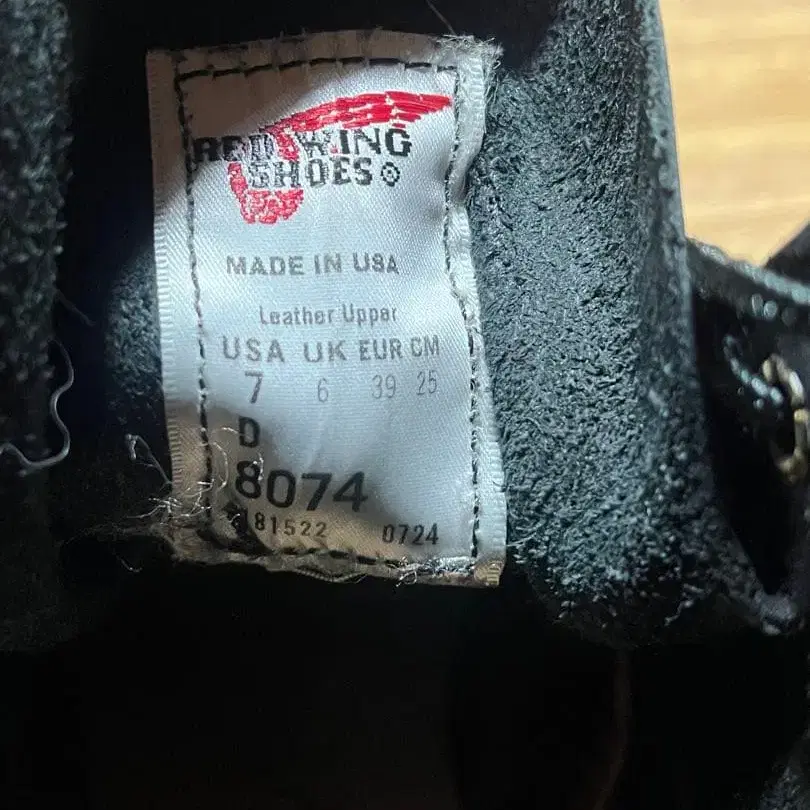 RED WING
SHOES
MADE IN USA
Leather Upper
USA UK EUR CM
7 6 39 25
D
8074
81522 0724